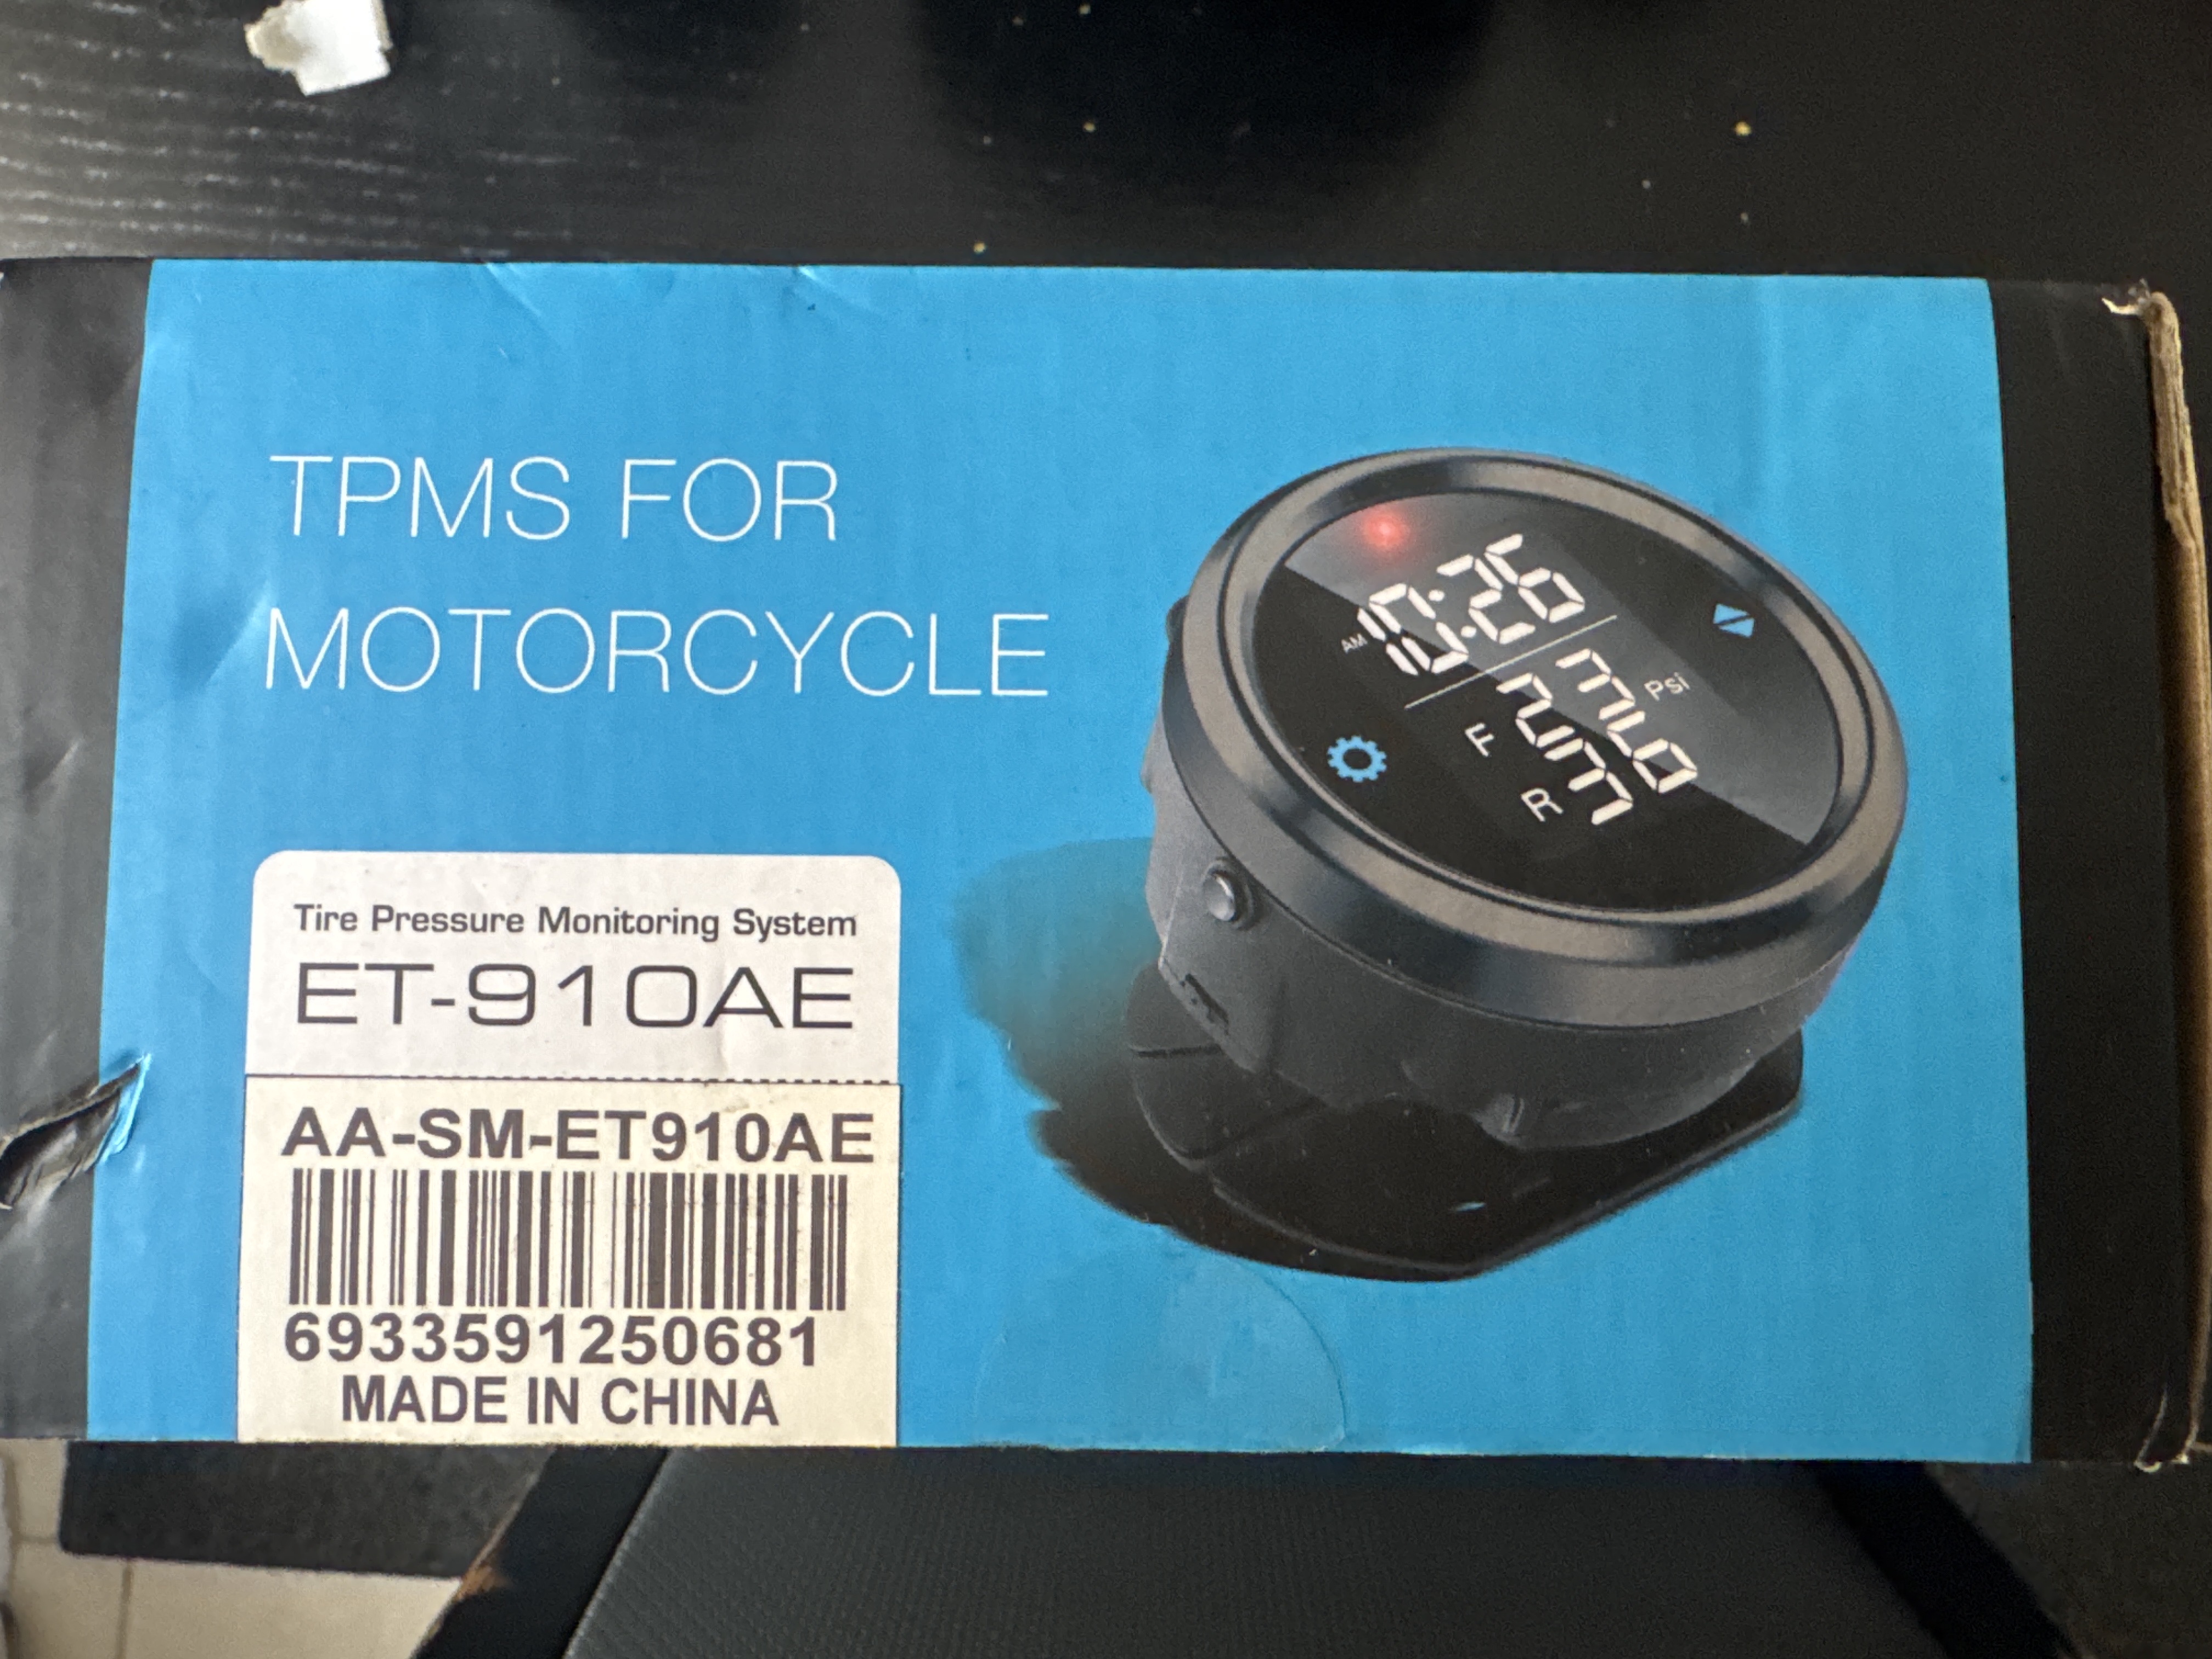 TPMS FOR
MOTORCYCLE
AM 10:26
F Psi
R
Tire Pressure Monitoring System
ET-910AE
AA-SM-ET910AE
6933591250681
MADE IN CHINA